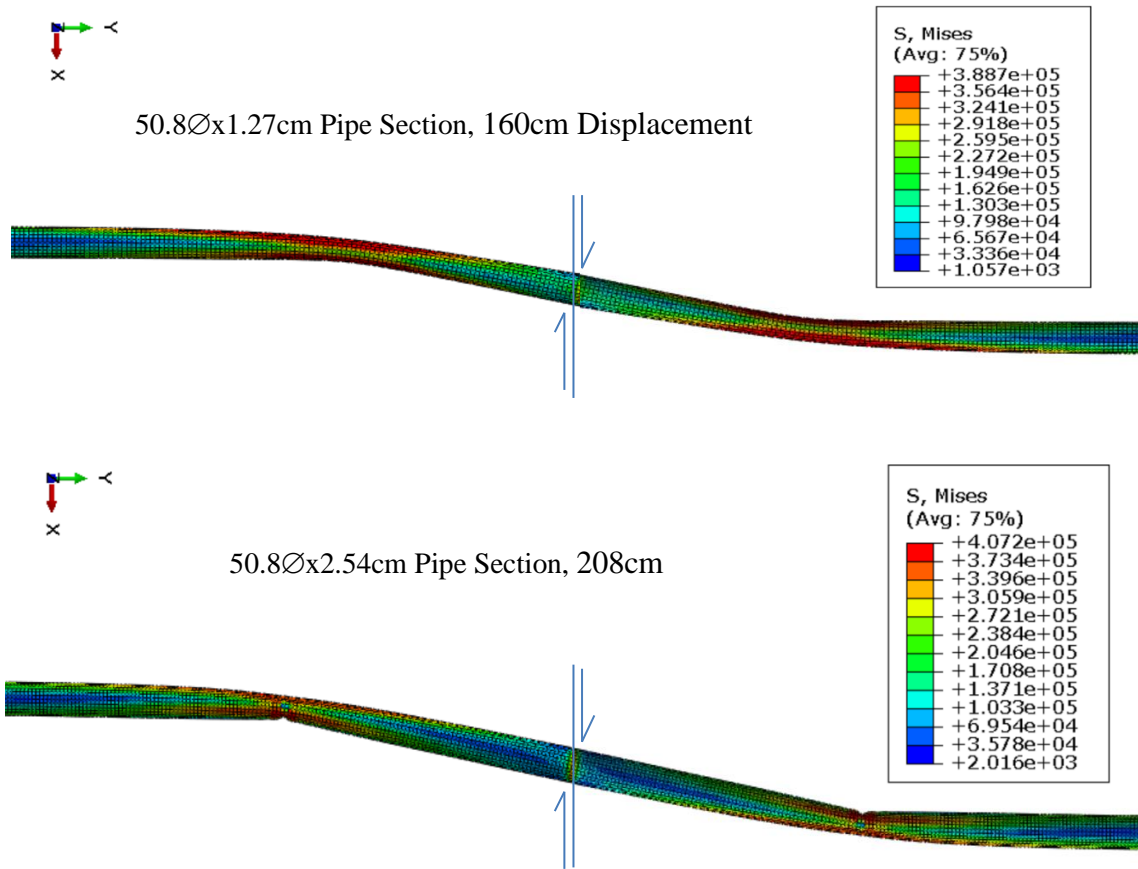 Z Y
X
50.8∅x1.27cm Pipe Section, 160cm Displacement
S, Mises
(Avg: 75%)
+3.887e+05
+3.564e+05
+3.241e+05
+2.918e+05
+2.595e+05
+2.272e+05
+1.949e+05
+1.626e+05
+1.303e+05
+9.798e+04
+6.567e+04
+3.336e+04
+1.057e+03
Z Y
X
50.8∅x2.54cm Pipe Section, 208cm
S, Mises
(Avg: 75%)
+4.072e+05
+3.734e+05
+3.396e+05
+3.059e+05
+2.721e+05
+2.384e+05
+2.046e+05
+1.708e+05
+1.371e+05
+1.033e+05
+6.954e+04
+3.578e+04
+2.016e+03